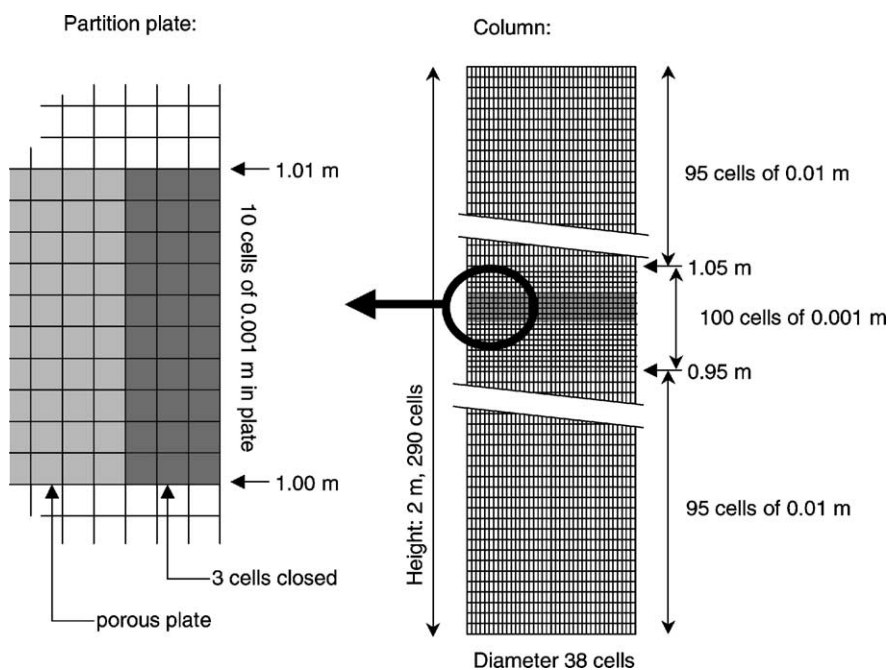 Partition plate:
1.01 m
10 cells of 0.001 m in plate
1.00 m
3 cells closed
porous plate
Column:
Height: 2 m, 290 cells
95 cells of 0.01 m
1.05 m
100 cells of 0.001 m
0.95 m
95 cells of 0.01 m
Diameter 38 cells